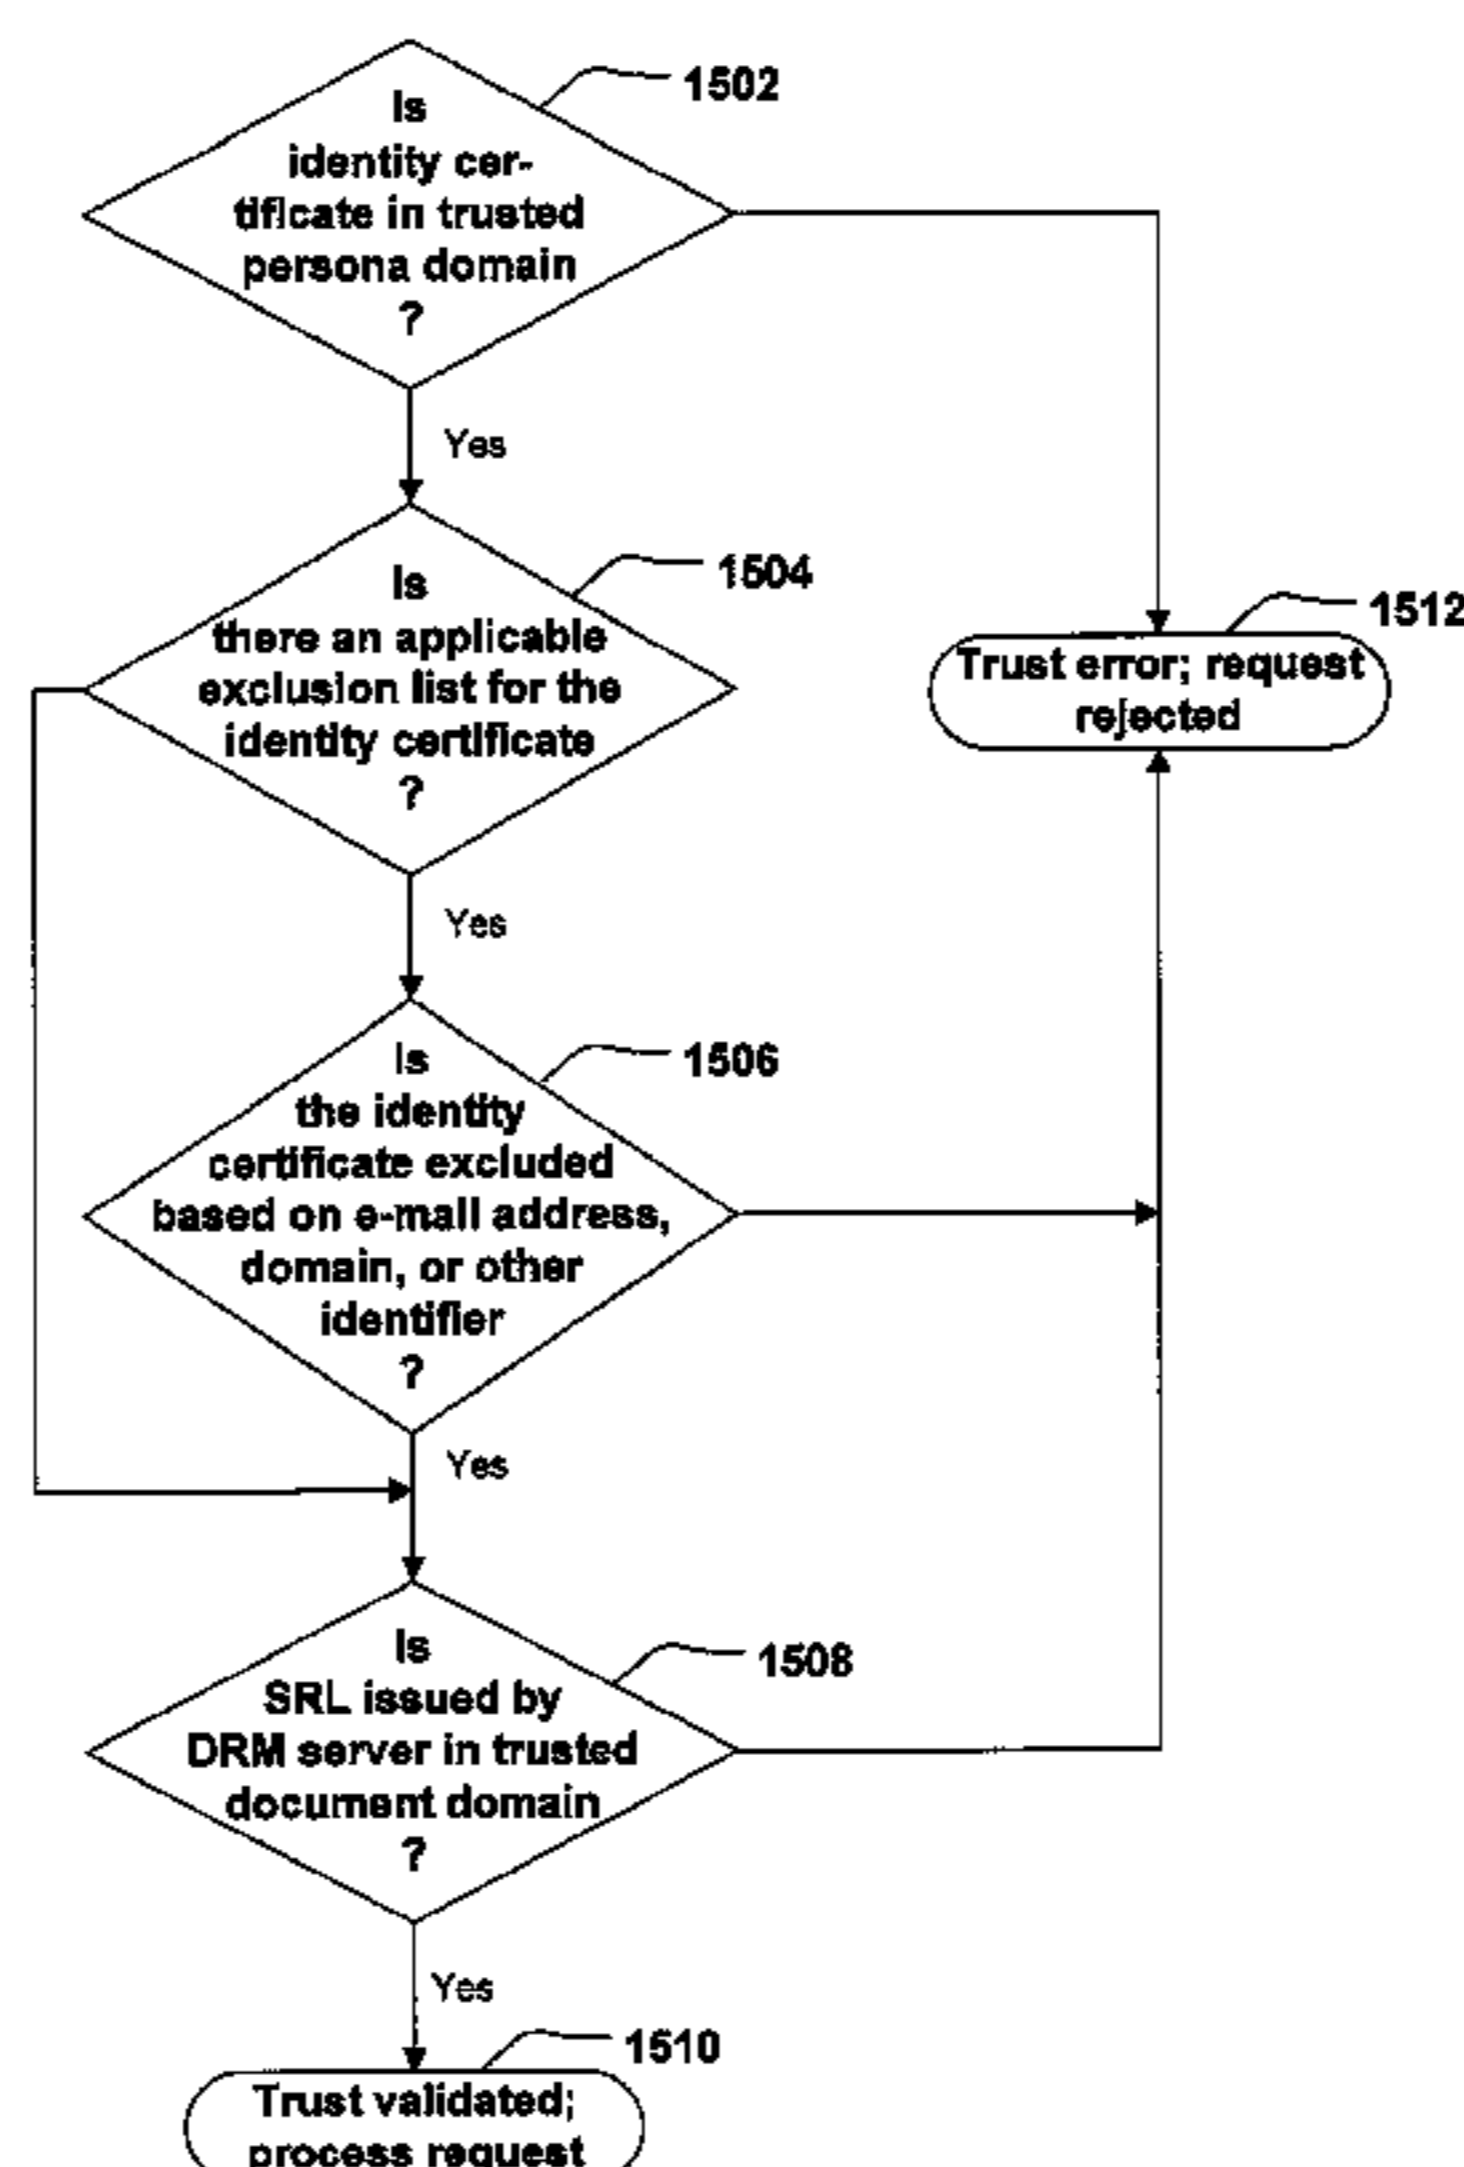 1502
Is
identity cer-
tificate in trusted
persona domain
?
Yes
1504
Is
there an applicable
exclusion list for the
identity certificate
?
1512
Trust error; request
rejected
Yes
1506
Is
the identity
certificate excluded
based on e-mail address,
domain, or other
identifier
?
Yes
1508
Is
SRL issued by
DRM server in trusted
document domain
?
Yes
1510
Trust validated;
process request